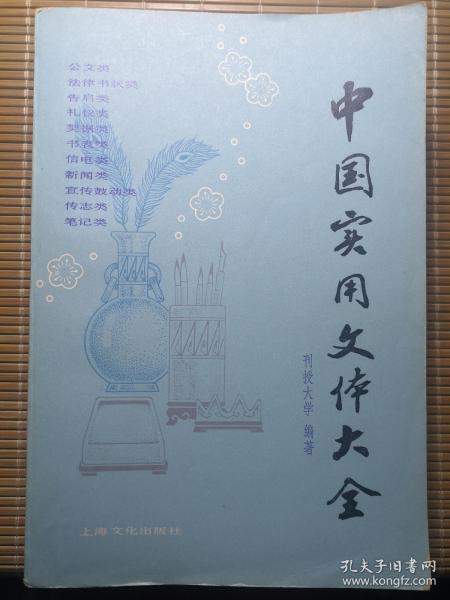 公文类
法律书状类
告启类
礼仪类
契据类
书表类
信电类
新闻类
宣传鼓动类
传志类
笔记类
中国实用文体大全
刊授大学 编著
上海文化出版社
孔夫子旧书网
www.kongfz.com